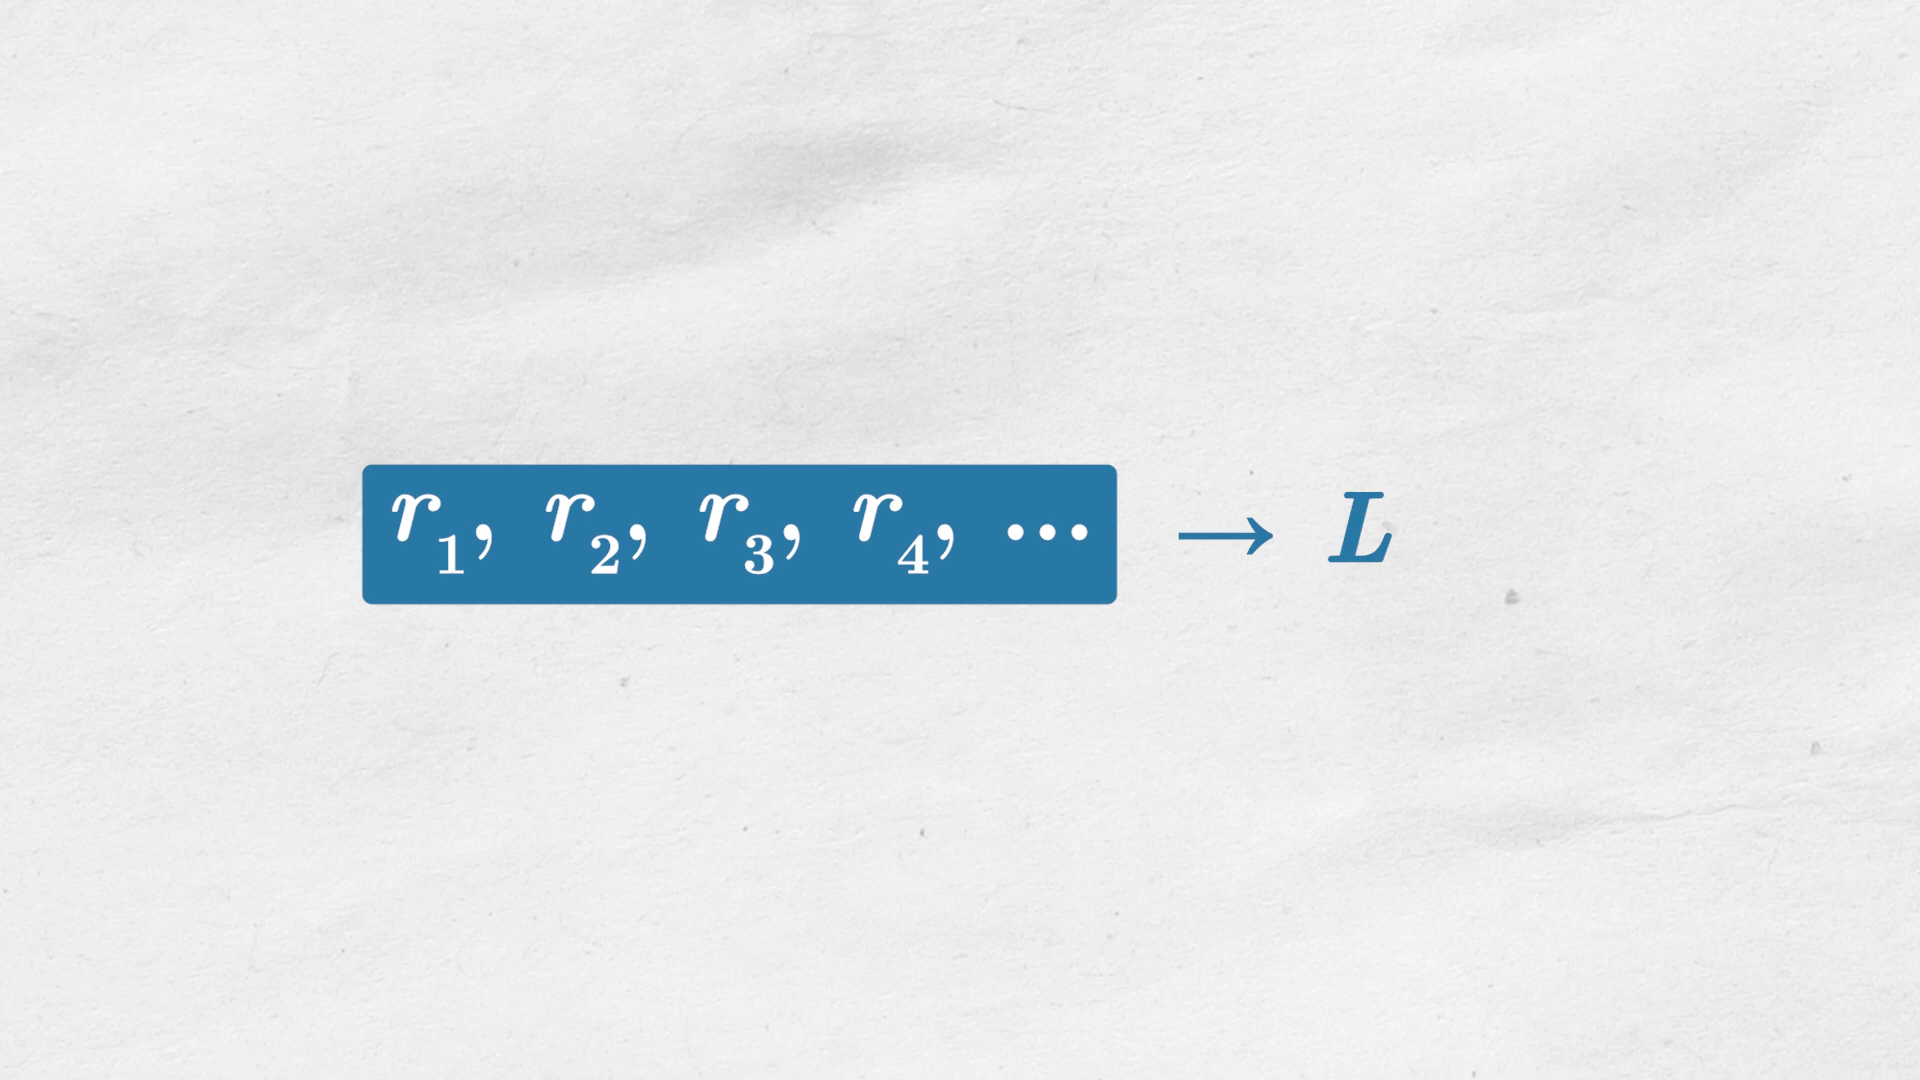 r₁, r₂, r₃, r₄, ... → L